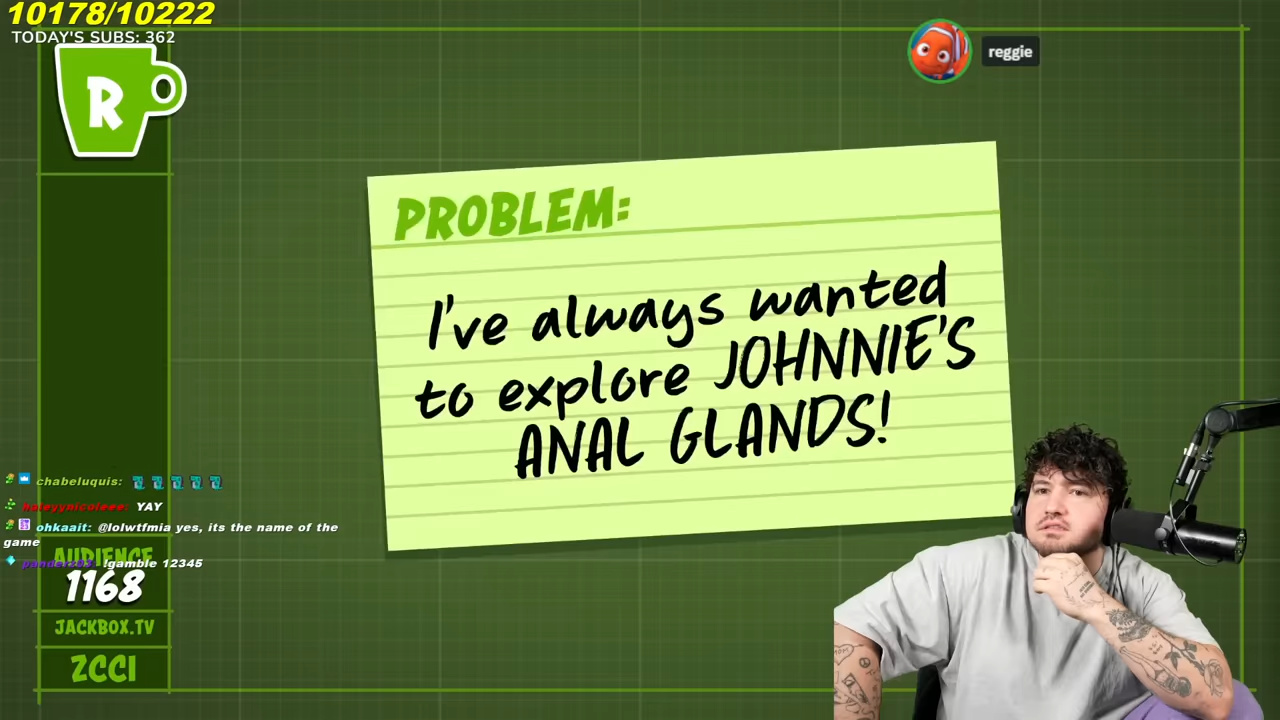 10178/10222
TODAY'S SUBS: 362
R
reggie
PROBLEM:
I've always wanted
to explore JOHNNIE'S
ANAL GLANDS!
chabeluquis:
YAY
ohkaait: @lolwtfmia yes, its the name of the
game
AUDIENCE
!gamble 12345
1168
JACKBOX.TV
ZCCI